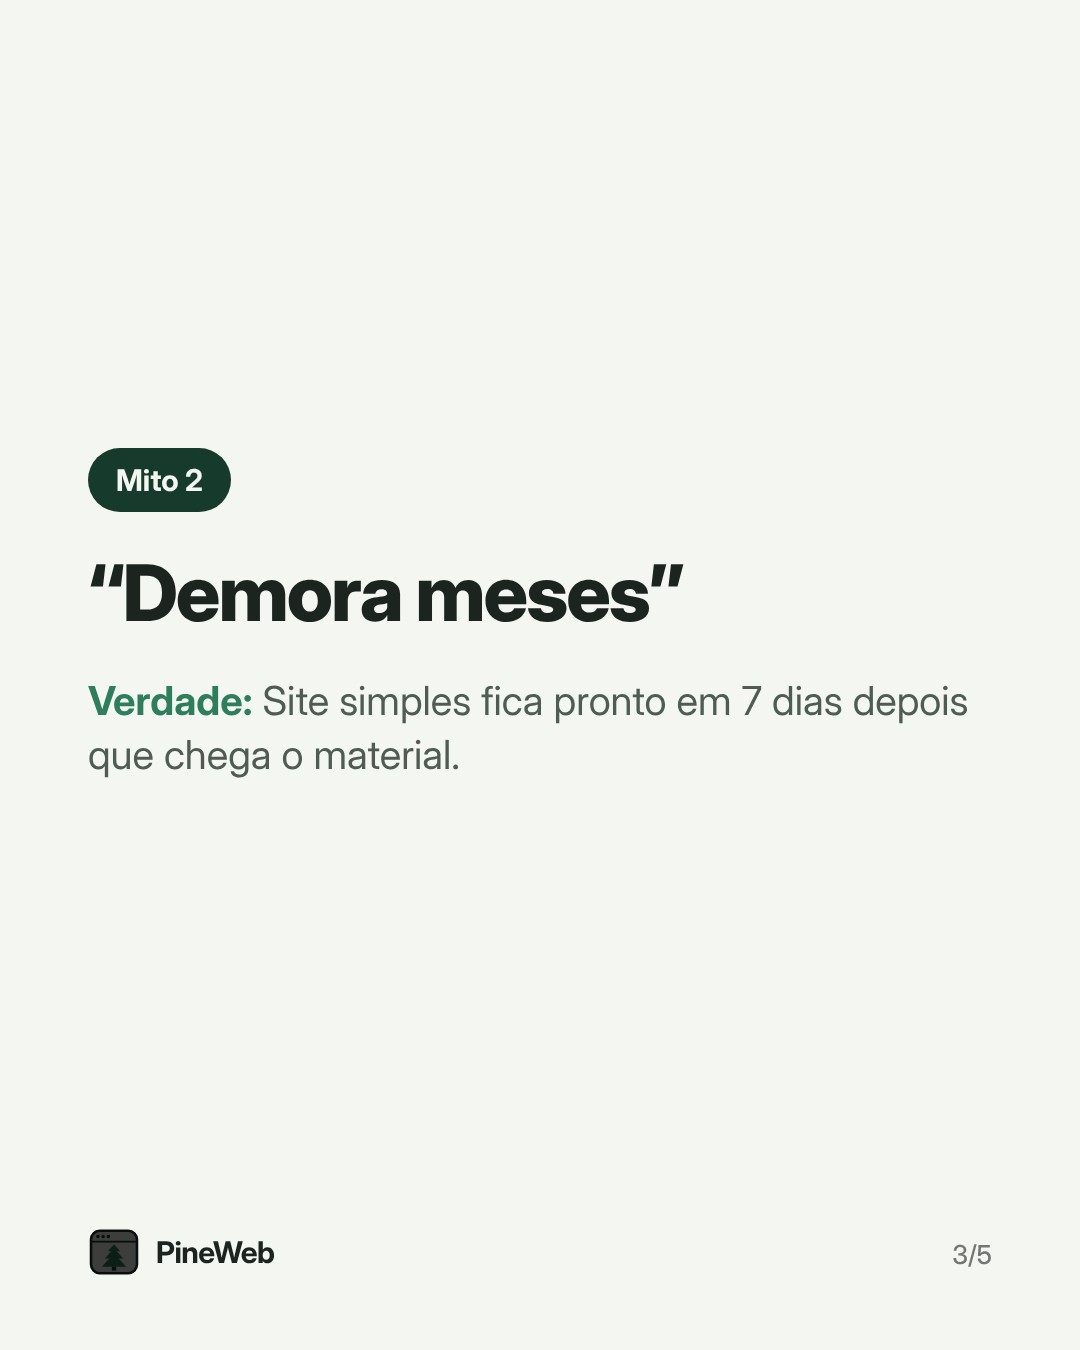 Mito 2
“Demora meses”
Verdade: Site simples fica pronto em 7 dias depois
que chega o material.
PineWeb
3/5